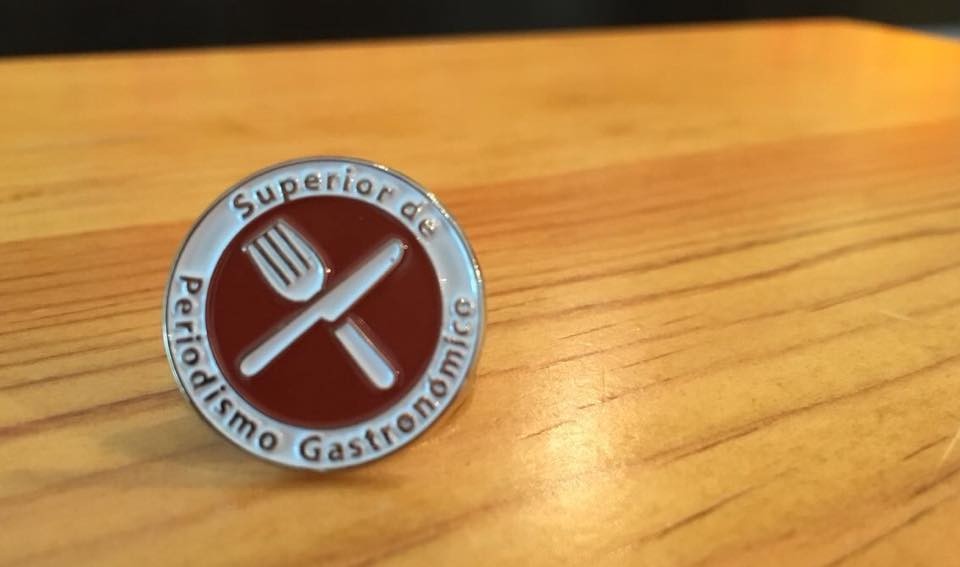 Superior de
Periodismo Gastronómico